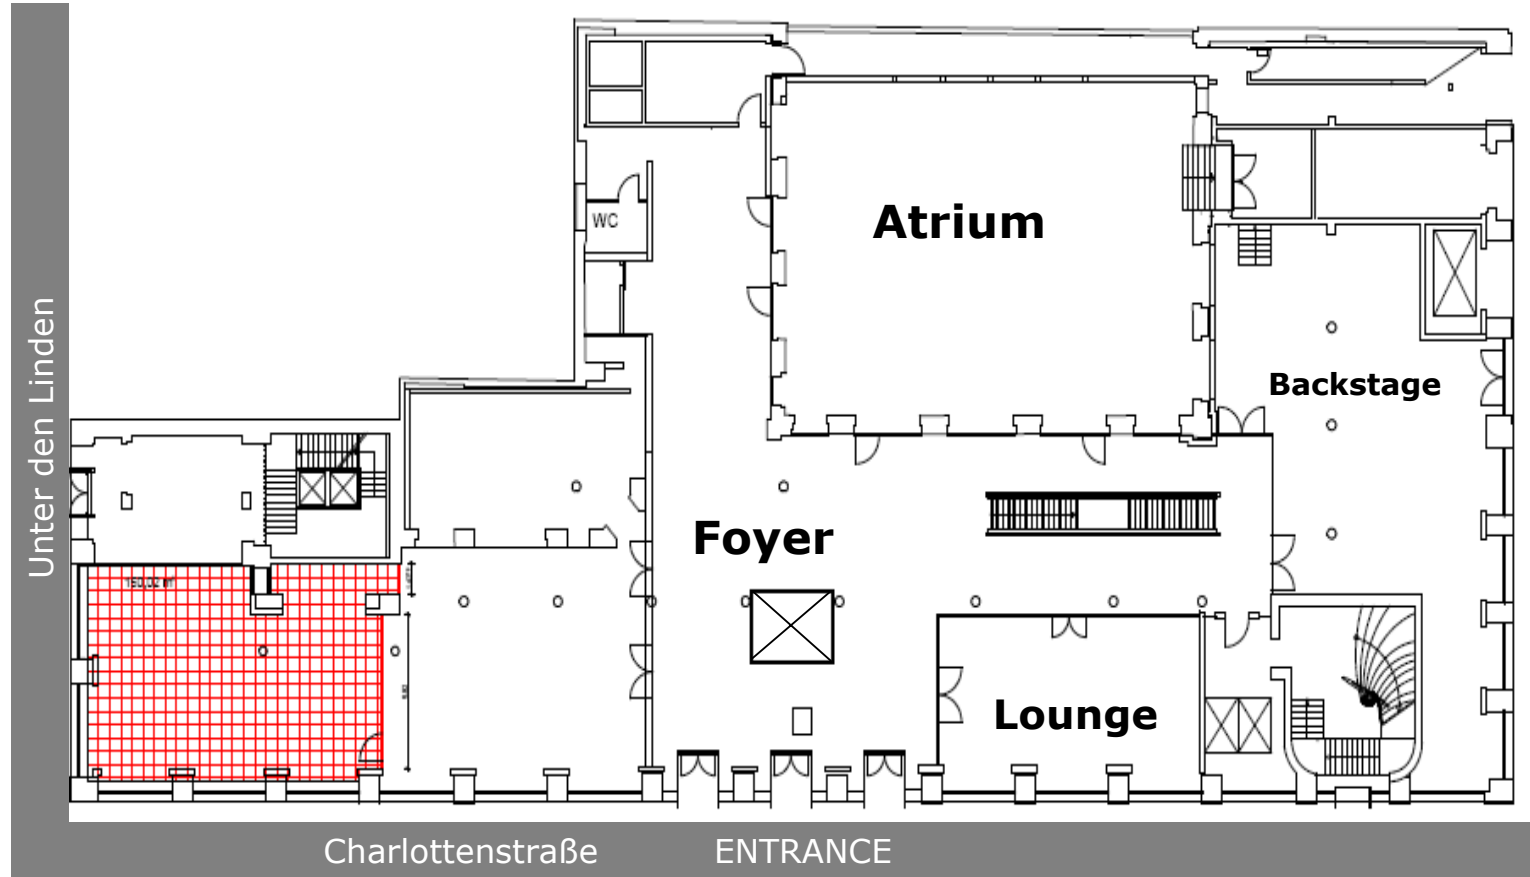 WC
Atrium
Backstage
Unter den Linden
Foyer
Lounge
Charlottenstraße
ENTRANCE